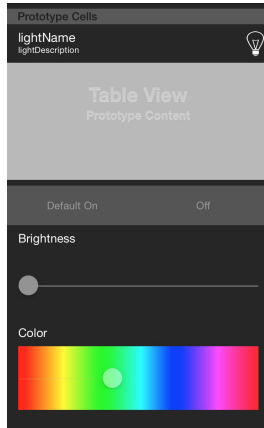 Prototype Cells
lightName
lightDescription
Table View
Prototype Content
Default On Off
Brightness
Color